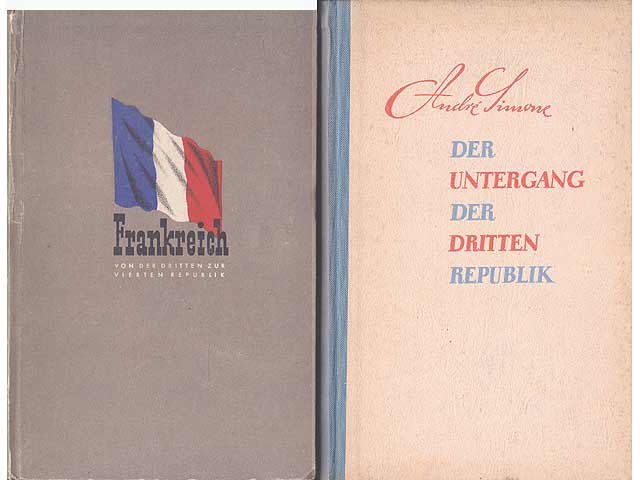 Frankreich
VON DER DRITTEN ZUR
VIERTEN REPUBLIK
André Simone
DER
UNTERGANG
DER
DRITTEN
REPUBLIK